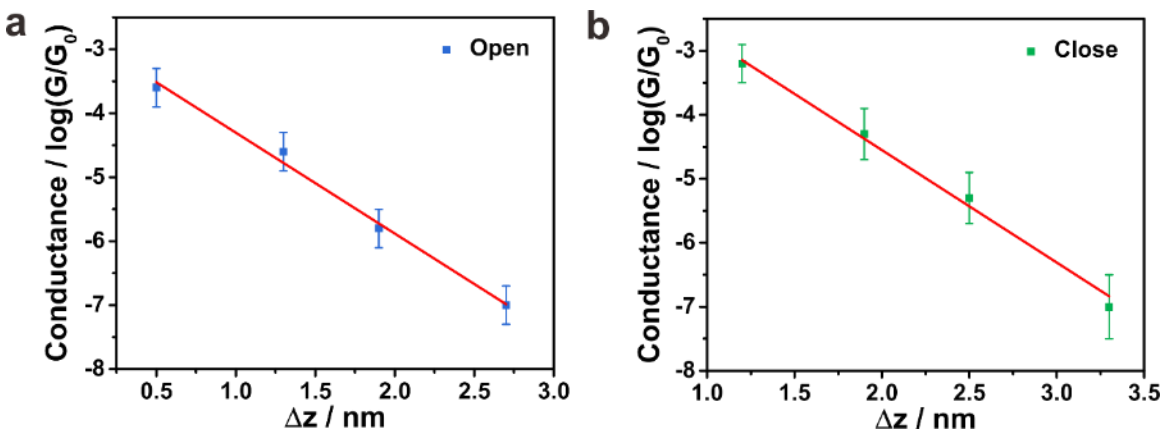 a
Open
Conductance / log(G/G₀)
-3
-4
-5
-6
-7
-8
0.5 1.0 1.5 2.0 2.5 3.0
Δz / nm
b
Close
Conductance / log(G/G₀)
-3
-4
-5
-6
-7
-8
1.0 1.5 2.0 2.5 3.0 3.5
Δz / nm